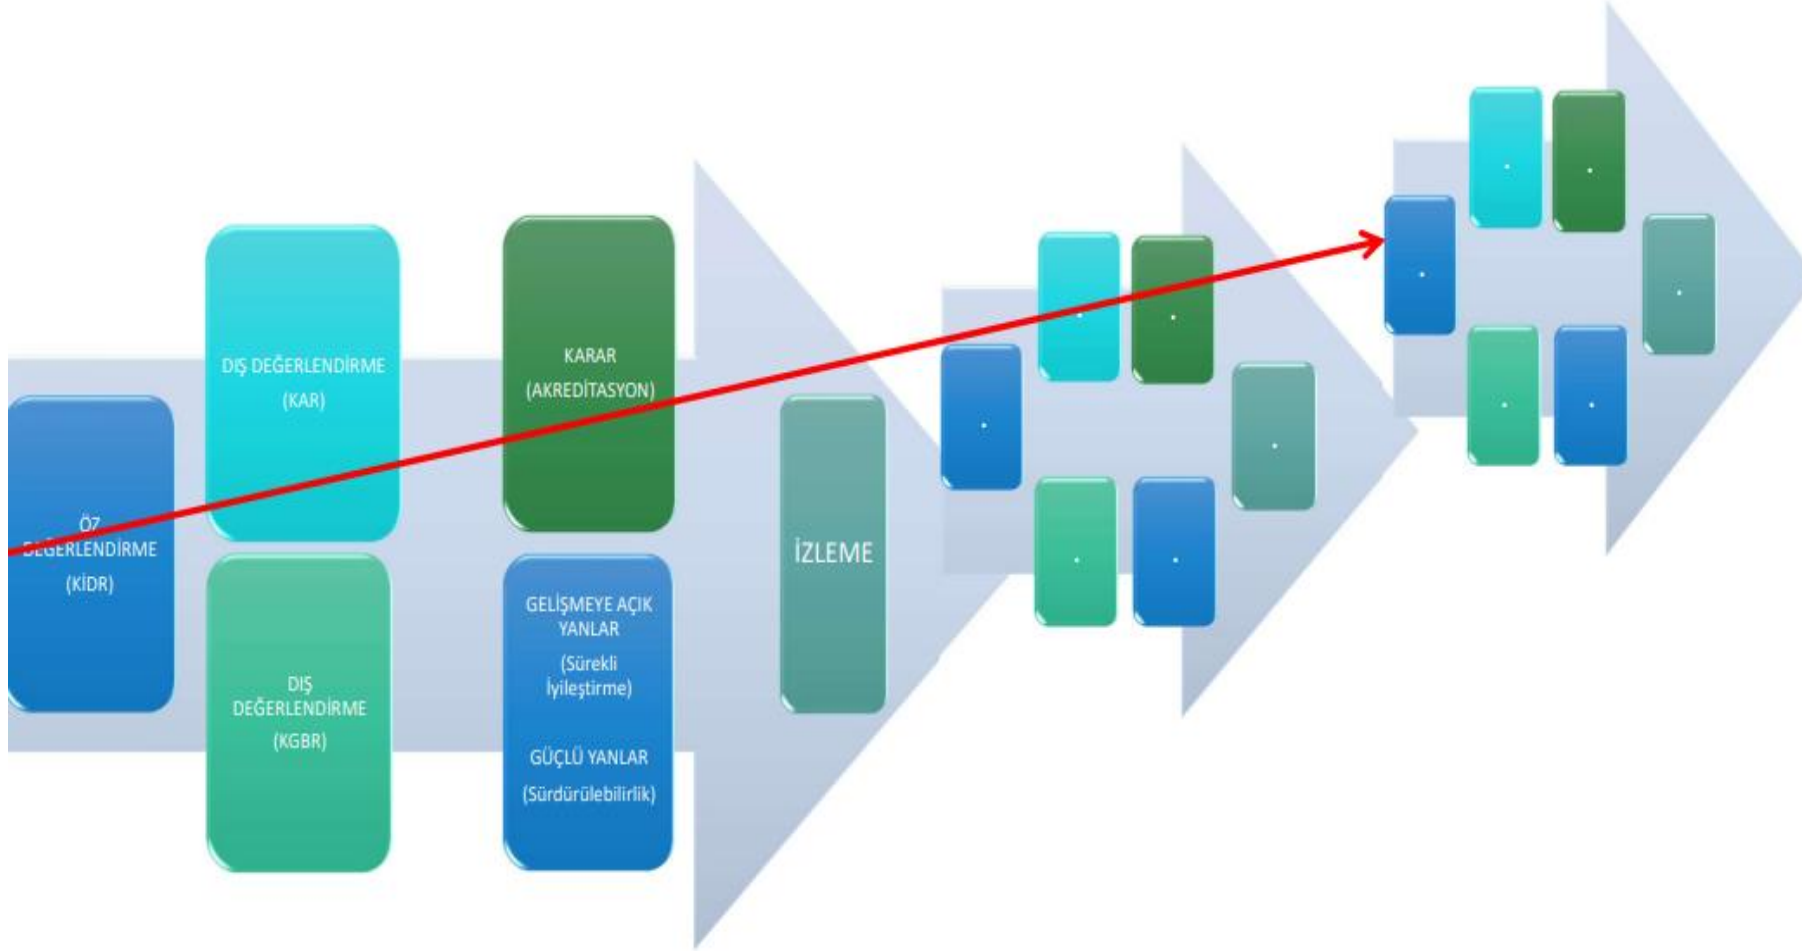 ÖZ
DEĞERLENDİRME
(KİDR)
DIŞ DEĞERLENDİRME
(KAR)
DIŞ
DEĞERLENDİRME
(KGBR)
KARAR
(AKREDİTASYON)
GELİŞMEYE AÇIK
YANLAR
(Sürekli
İyileştirme)
GÜÇLÜ YANLAR
(Sürdürülebilirlik)
İZLEME